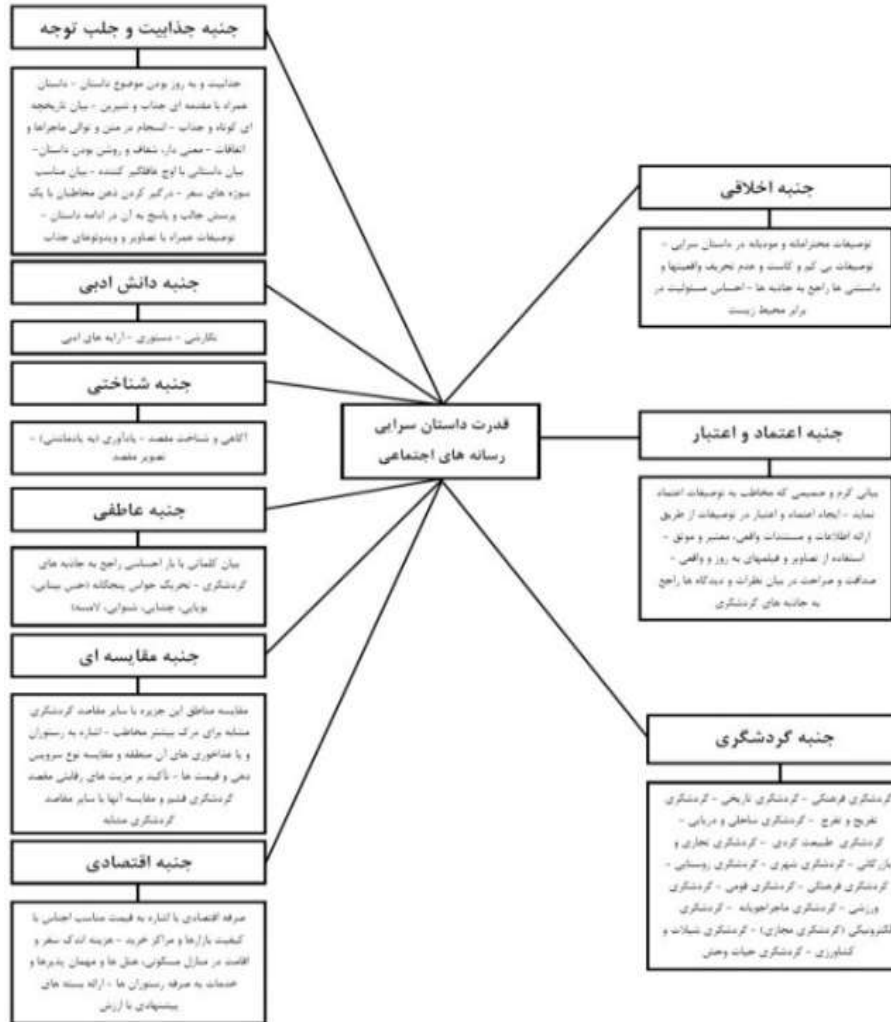 جنبه جذابیت و جلب توجه
جذابیت و به روز بودن موضوع داستان - داستان
همراه با مقدمه ای جذاب و شیرین - بیان تاریخچه
ای کوتاه و جذاب - انسجام در متن و توالی ماجراها و
اتفاقات - معنی دار، شفاف و روشن بودن داستان-
بیان داستانی با اوج غافلگیر کننده - بیان مناسب
سوژه های سفر - درگیر کردن ذهن مخاطبان با یک
پرسش جالب و پاسخ به آن در ادامه داستان -
توصیفات همراه با تصاویر و ویدئوهای جذاب
جنبه دانش ادبی
نگارشی - دستوری - آرایه های ادبی
جنبه شناختی
آگاهی و شناخت مقصد - یادآوری (به یادماندنی) -
تصویر مقصد
جنبه عاطفی
بیان کلماتی با بار احساسی راجع به جاذبه های
گردشگری - تحریک حواس پنجگانه (حس بینایی،
بویایی، چشایی، شنوایی، لامسه)
جنبه مقایسه ای
مقایسه مناطق این جزیره با سایر مقاصد گردشگری
مشابه برای درک بیشتر مخاطب - اشاره به رستوران
و یا غذاخوری های آن منطقه و مقایسه نوع سرویس
دهی و قیمت ها - تأکید بر مزیت های رقابتی مقصد
گردشگری قشم و مقایسه آنها با سایر مقاصد
گردشگری مشابه
جنبه اقتصادی
صرفه اقتصادی با اشاره به قیمت مناسب اجناس با
کیفیت بازارها و مراکز خرید - هزینه اندک سفر و
اقامت در منازل مسکونی، هتل ها و مهمان پذیرها و
خدمات به صرفه رستوران ها - ارائه بسته های
پیشنهادی با ارزش
قدرت داستان سرایی
رسانه های اجتماعی
جنبه اخلاقی
توصیفات محترمانه و مودبانه در داستان سرایی -
توصیفات بی کم و کاست و عدم تحریف واقعیتها و
دانستنی ها راجع به جاذبه ها - احساس مسئولیت در
برابر محیط زیست
جنبه اعتماد و اعتبار
بیانی گرم و صمیمی که مخاطب به توصیفات اعتماد
نماید - ایجاد اعتماد و اعتبار در توصیفات از طریق
ارائه اطلاعات و مستندات واقعی، معتبر و موثق -
استفاده از تصاویر و فیلمهای به روز و واقعی -
صداقت و صراحت در بیان نظرات و دیدگاه ها راجع
به جاذبه های گردشگری
جنبه گردشگری
گردشگری فرهنگی - گردشگری تاریخی - گردشگری
تفریح و تفرج - گردشگری ساحلی و دریایی -
گردشگری طبیعت گردی - گردشگری تجاری و
بازرگانی - گردشگری شهری - گردشگری روستایی -
گردشگری فرهنگی - گردشگری قومی - گردشگری
ورزشی - گردشگری ماجراجویانه - گردشگری
الکترونیکی (گردشگری مجازی) - گردشگری شیلات و
کشاورزی - گردشگری حیات وحش